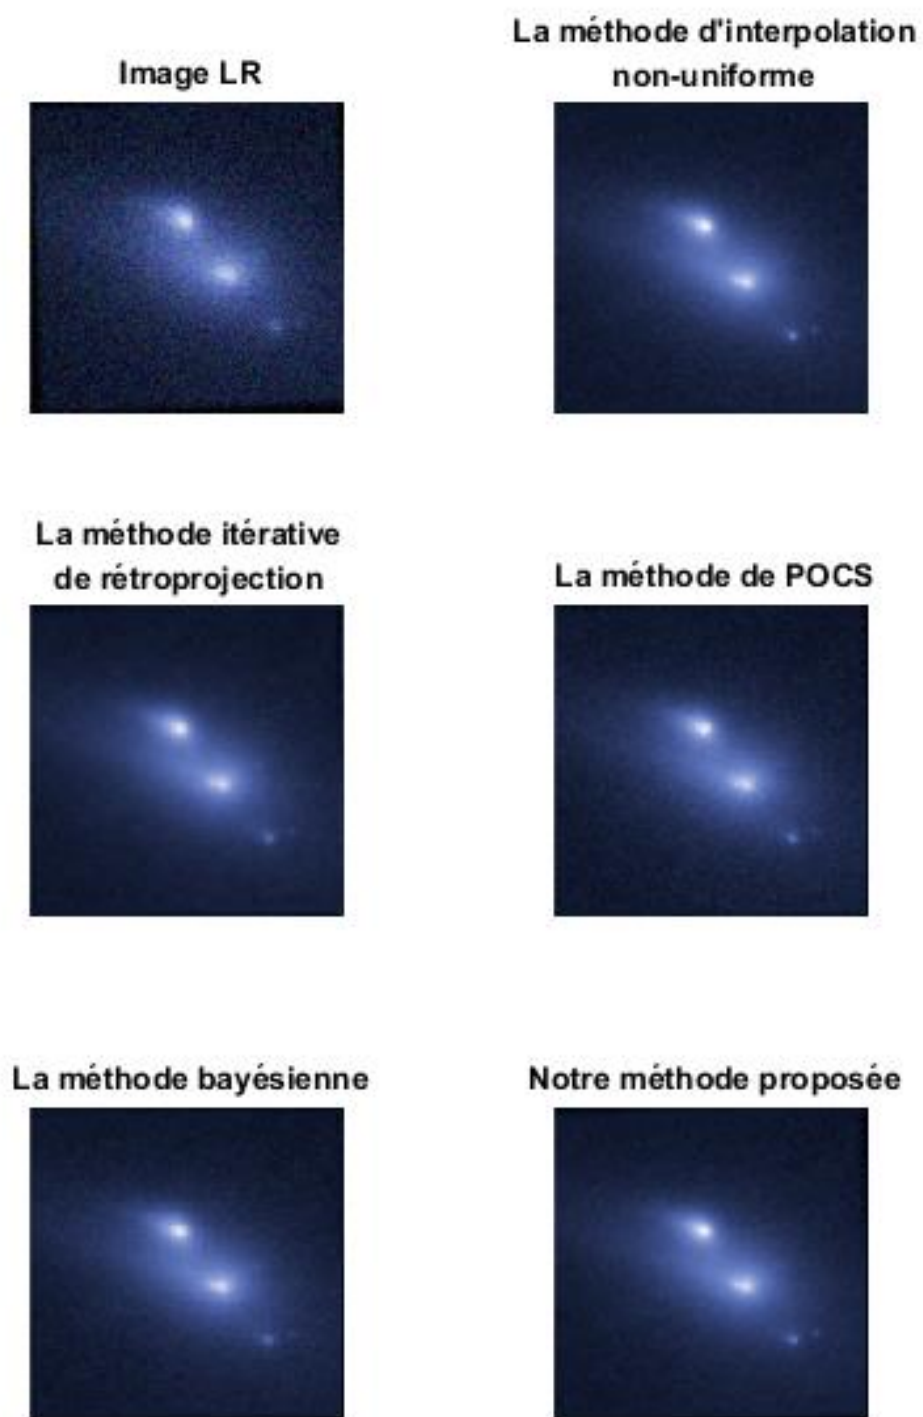 Image LR
La méthode d'interpolation
non-uniforme
La méthode itérative
de rétroprojection
La méthode de POCS
La méthode bayésienne
Notre méthode proposée